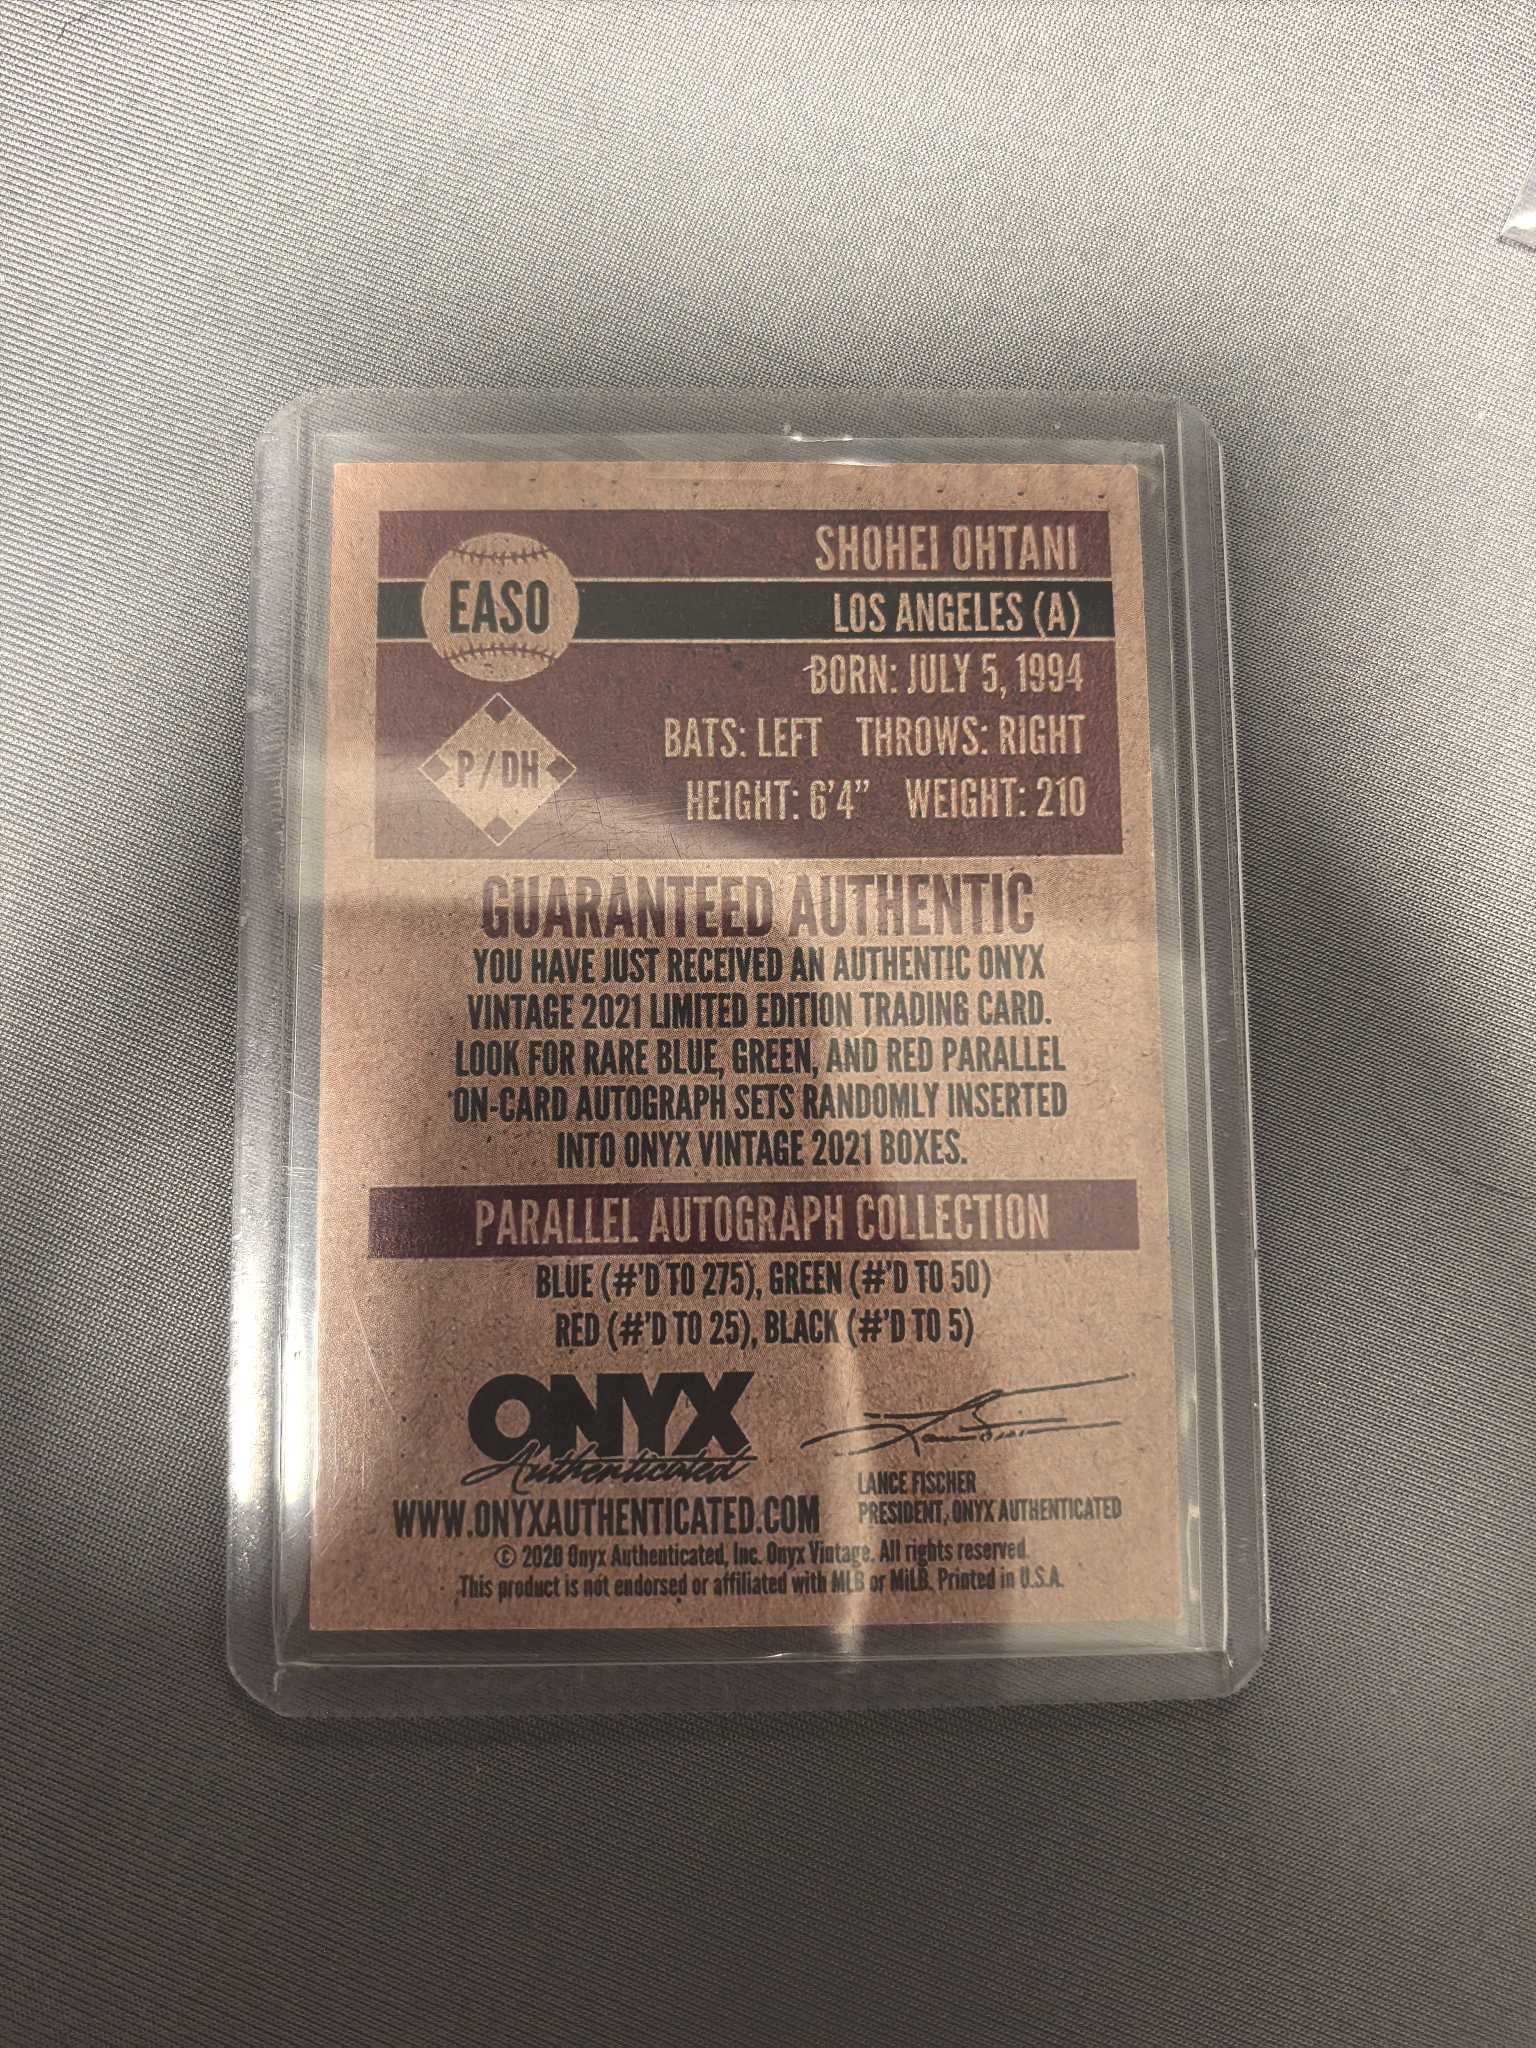 EASO
SHOHEI OHTANI
LOS ANGELES (A)
BORN: JULY 5, 1994
P/DH
BATS: LEFT THROWS: RIGHT
HEIGHT: 6'4" WEIGHT: 210
GUARANTEED AUTHENTIC
YOU HAVE JUST RECEIVED AN AUTHENTIC ONYX
VINTAGE 2021 LIMITED EDITION TRADING CARD.
LOOK FOR RARE BLUE, GREEN, AND RED PARALLEL
ON-CARD AUTOGRAPH SETS RANDOMLY INSERTED
INTO ONYX VINTAGE 2021 BOXES.
PARALLEL AUTOGRAPH COLLECTION
BLUE (#'D TO 275), GREEN (#'D TO 50)
RED (#'D TO 25), BLACK (#'D TO 5)
ONYX
Authenticated
WWW.ONYXAUTHENTICATED.COM
LANCE FISCHER
PRESIDENT, ONYX AUTHENTICATED
© 2020 Onyx Authenticated, Inc. Onyx Vintage. All rights reserved.
This product is not endorsed or affiliated with MLB or MiLB. Printed in U.S.A.